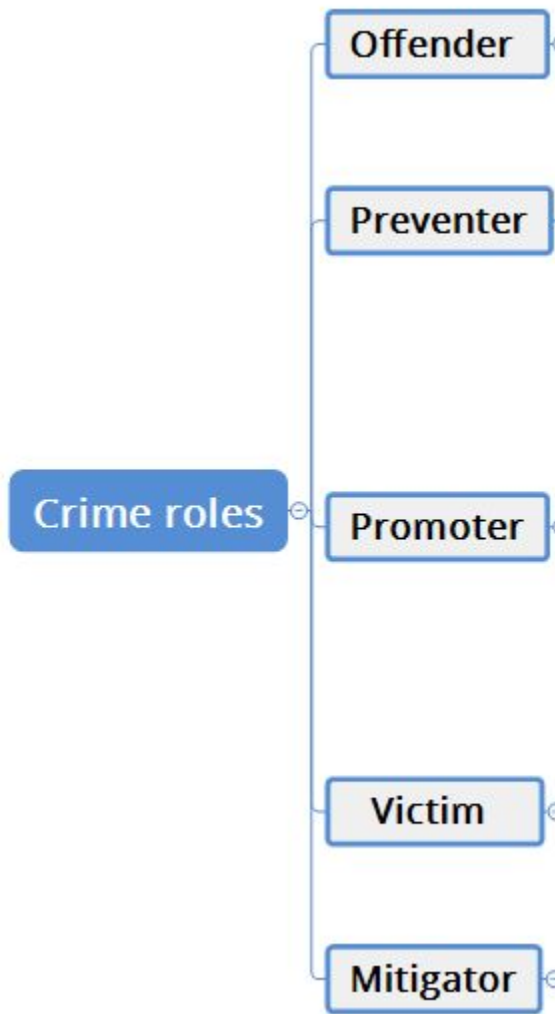 Crime roles
Offender
Preventer
Promoter
Victim
Mitigator